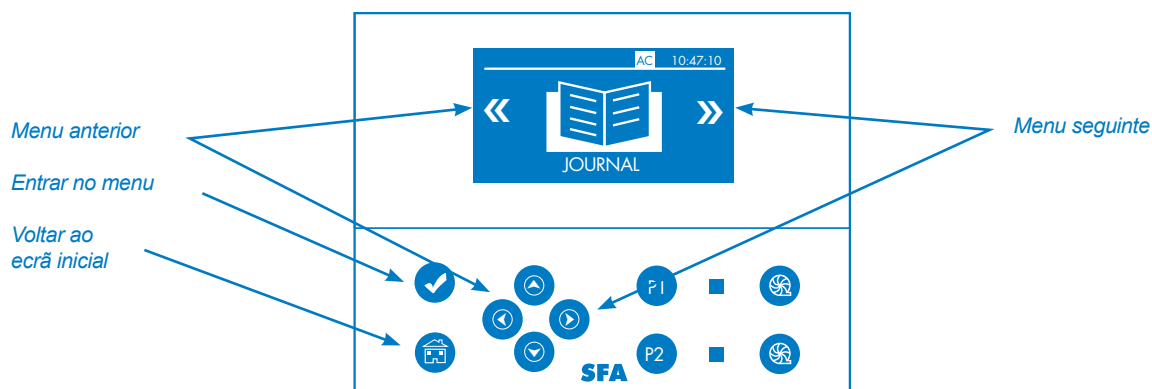 AC 10:47:10
JOURNAL
Menu anterior
Entrar no menu
Voltar ao
ecrã inicial
Menu seguinte
P1
P2
SFA